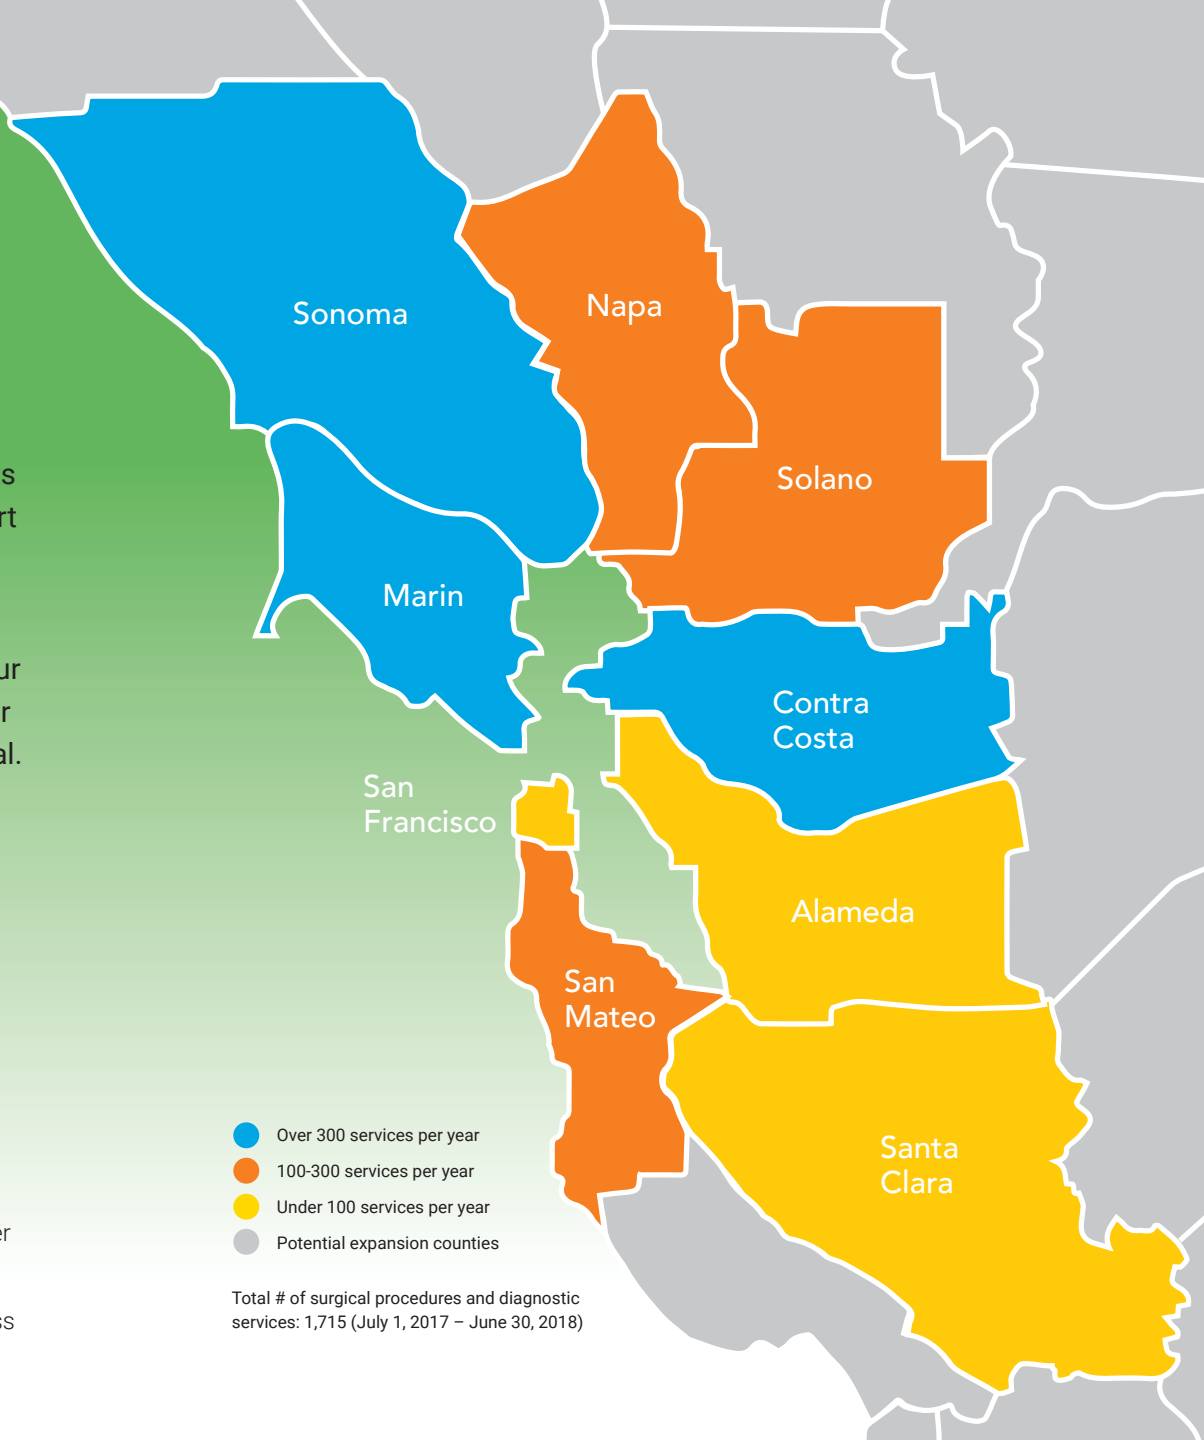 Sonoma
Napa
Solano
Marin
Contra
Costa
San
Francisco
Alameda
San
Mateo
Santa
Clara
Over 300 services per year
100-300 services per year
Under 100 services per year
Potential expansion counties
Total # of surgical procedures and diagnostic
services: 1,715 (July 1, 2017 – June 30, 2018)